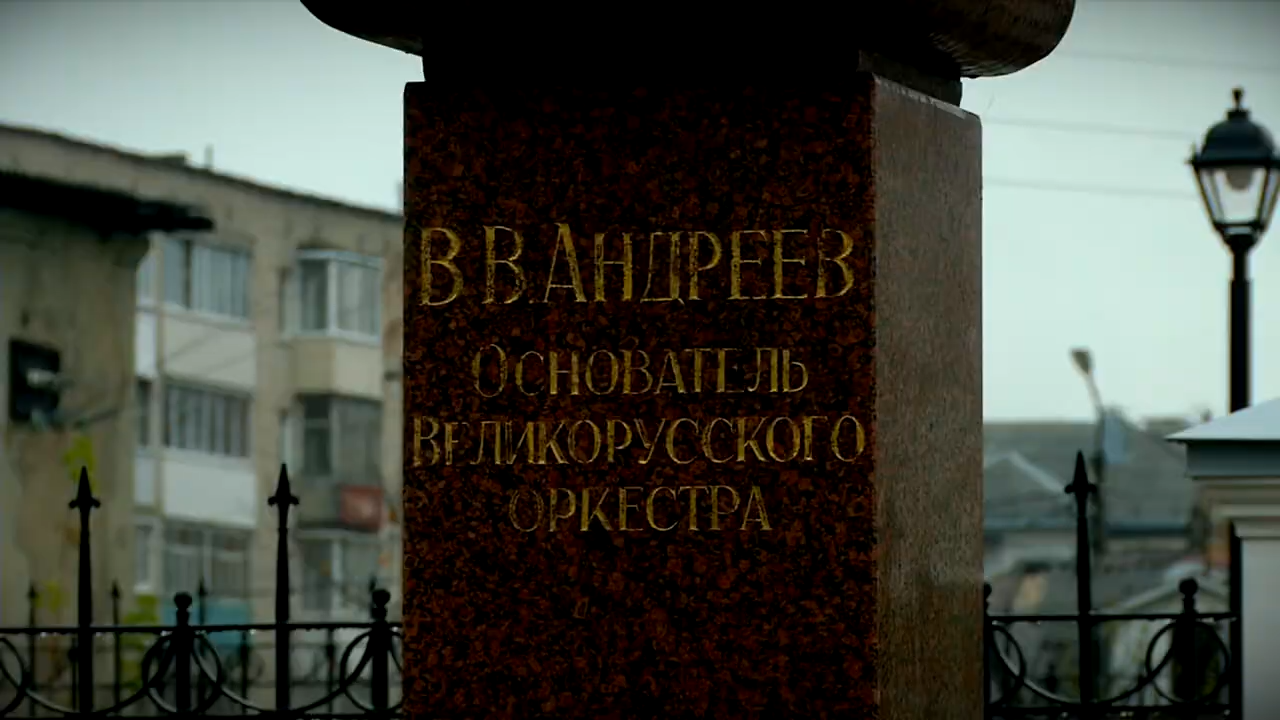 В.В.Андреев
Основатель
великорусского
оркестра